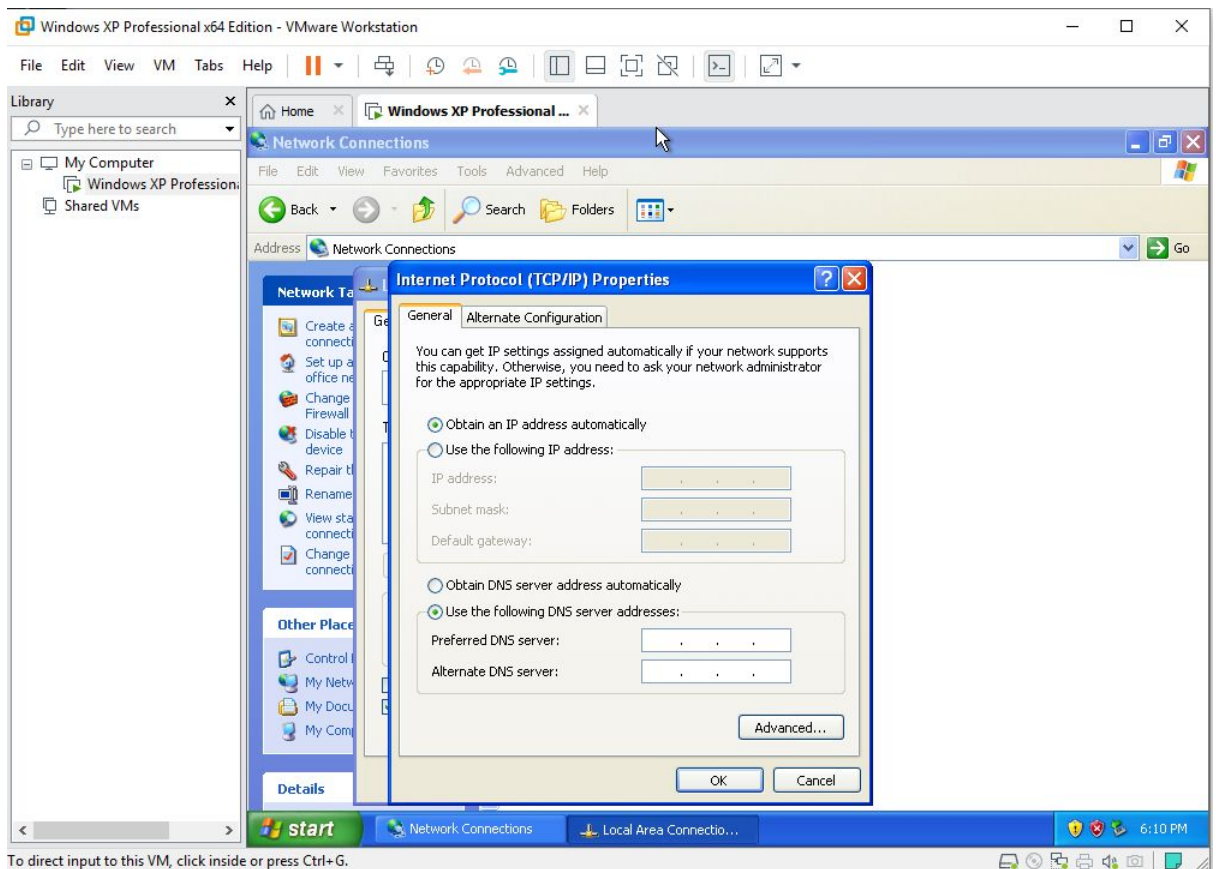 Windows XP Professional x64 Edition - VMware Workstation
File Edit View VM Tabs Help
Library
Type here to search
My Computer
Windows XP Profession
Shared VMs
Home
Windows XP Professional ...
Network Connections
File Edit View Favorites Tools Advanced Help
Back
Search
Folders
Address Network Connections
Go
Network Ta
Create a
connecti
Set up a
office ne
Change
Firewall
Disable t
device
Repair t
Rename
View sta
connecti
Change
connecti
Other Place
Control
My Netw
My Docu
My Comp
Details
Ge
Internet Protocol (TCP/IP) Properties
General Alternate Configuration
You can get IP settings assigned automatically if your network supports
this capability. Otherwise, you need to ask your network administrator
for the appropriate IP settings.
Obtain an IP address automatically
Use the following IP address:
IP address:
Subnet mask:
Default gateway:
Obtain DNS server address automatically
Use the following DNS server addresses:
Preferred DNS server:
Alternate DNS server:
Advanced...
OK Cancel
start Network Connections Local Area Connectio... 6:10 PM
To direct input to this VM, click inside or press Ctrl+G.